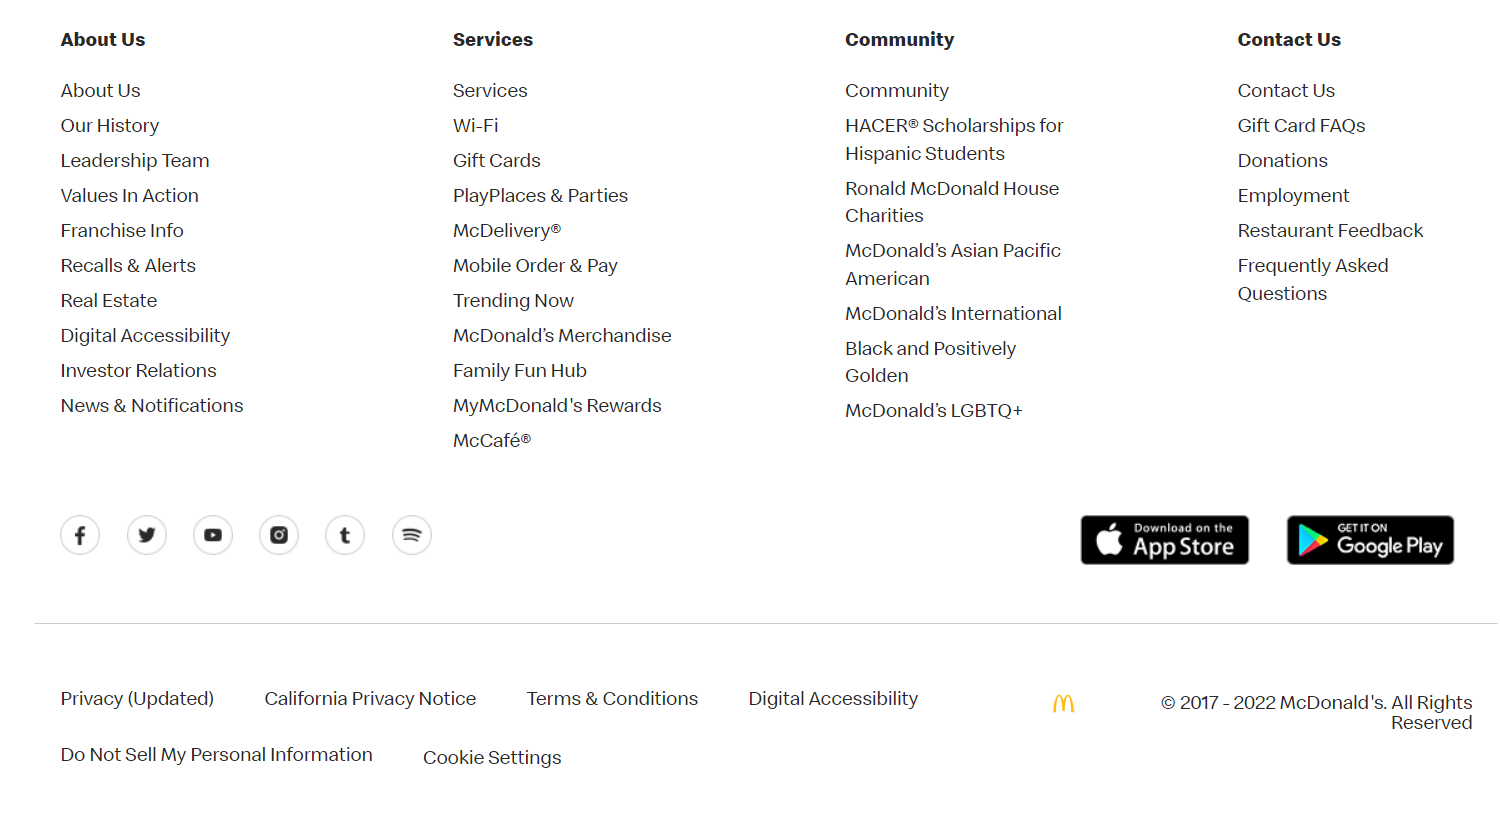 About Us
About Us
Our History
Leadership Team
Values In Action
Franchise Info
Recalls & Alerts
Real Estate
Digital Accessibility
Investor Relations
News & Notifications
Services
Services
Wi-Fi
Gift Cards
PlayPlaces & Parties
McDelivery®
Mobile Order & Pay
Trending Now
McDonald’s Merchandise
Family Fun Hub
MyMcDonald's Rewards
McCafé®
Community
Community
HACER® Scholarships for
Hispanic Students
Ronald McDonald House
Charities
McDonald’s Asian Pacific
American
McDonald’s International
Black and Positively
Golden
McDonald’s LGBTQ+
Contact Us
Contact Us
Gift Card FAQs
Donations
Employment
Restaurant Feedback
Frequently Asked
Questions
Download on the
App Store
GET IT ON
Google Play
Privacy (Updated)
California Privacy Notice
Terms & Conditions
Digital Accessibility
Do Not Sell My Personal Information
Cookie Settings
© 2017 - 2022 McDonald's. All Rights
Reserved